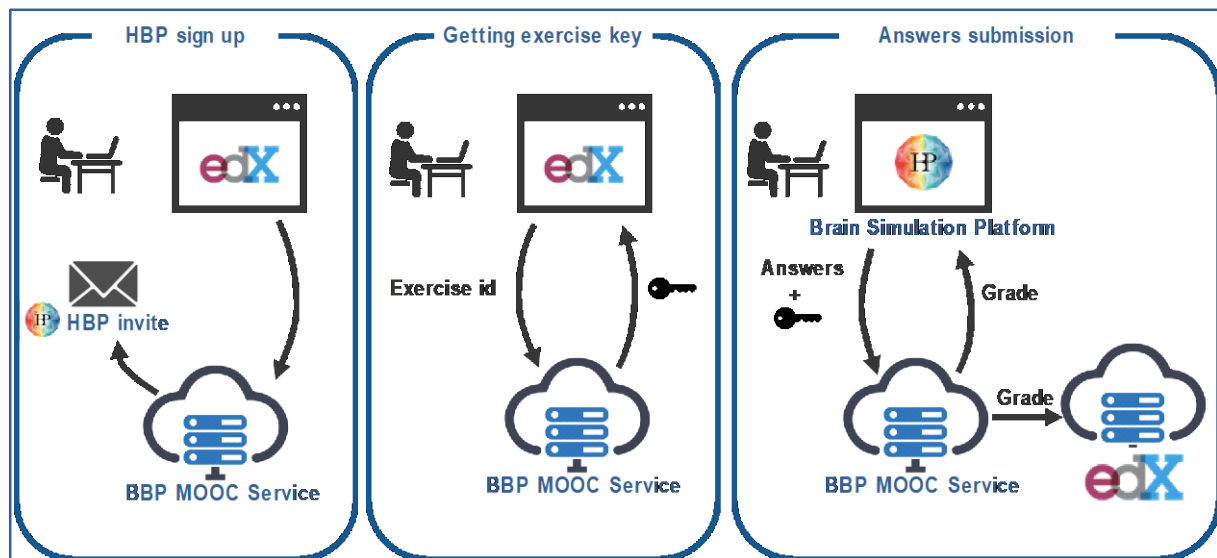 HBP sign up
edX
HBP invite
BBP MOOC Service
Getting exercise key
edX
Exercise id
BBP MOOC Service
Answers submission
HP
Brain Simulation Platform
Answers
+
Grade
Grade
BBP MOOC Service
edX
HP